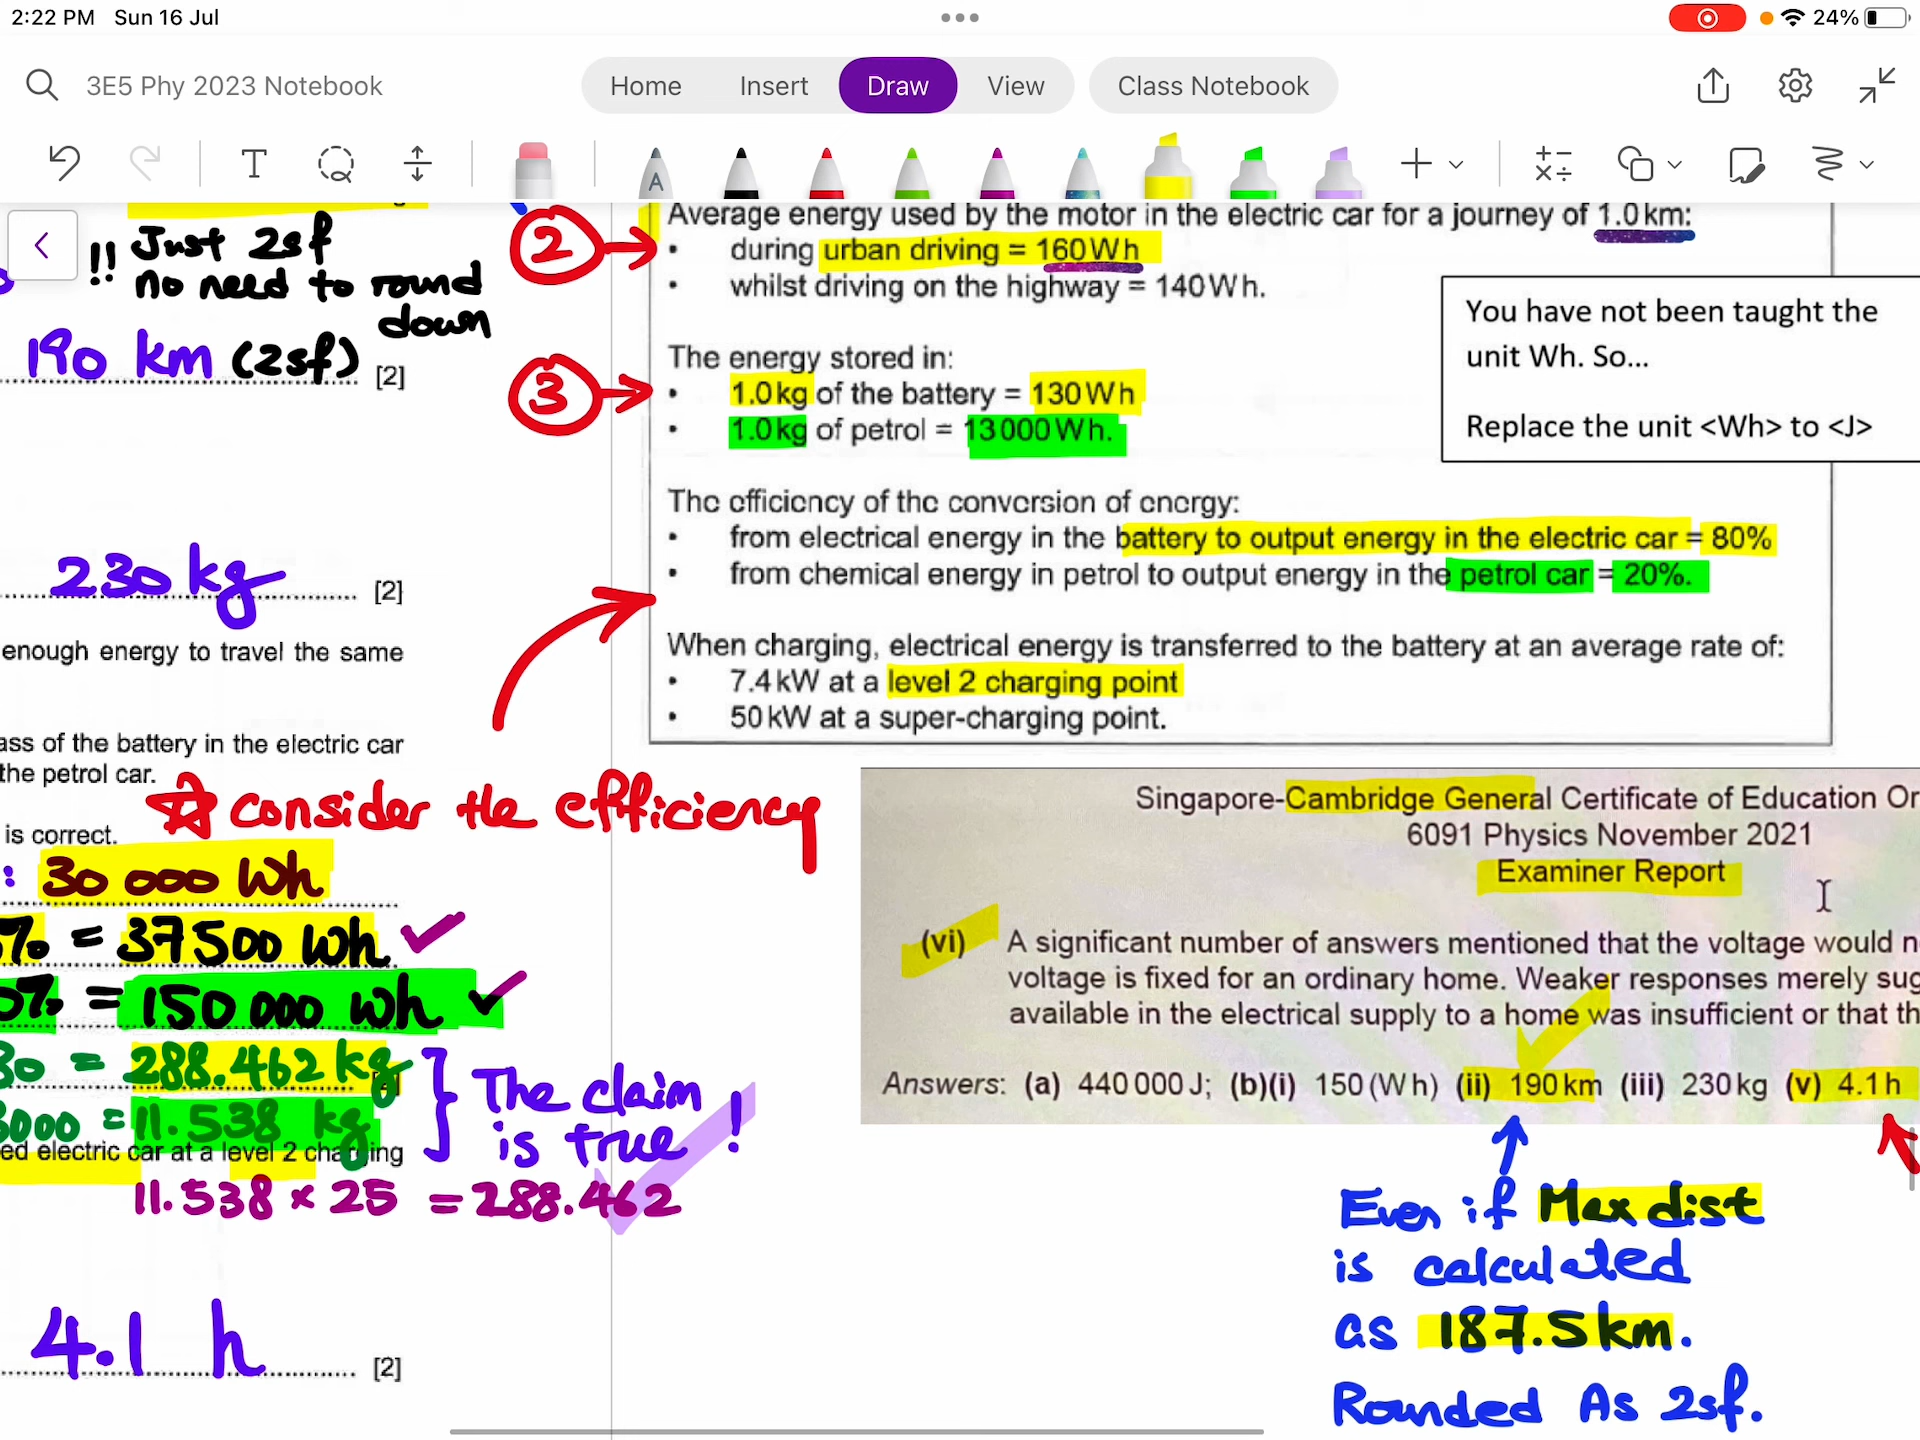 2:22 PM Sun 16 Jul
24%
3E5 Phy 2023 Notebook
Home
Insert
Draw
View
Class Notebook
T
A
!! Just 2sf
no need to round
down
190 km (2sf)
[2]
230 kg
[2]
enough energy to travel the same
ass of the battery in the electric car
the petrol car.
is correct.
☆ consider the efficiency
: 30 000 Wh
% = 37500 Wh ✓
0% = 150 000 Wh ✓
30 = 288.462 kg
3000 = 11.538 kg
} The claim
is true !
ed electric car at a level 2 charging
11.538 × 25 = 288.462
4.1 h
[2]
②→
Average energy used by the motor in the electric car for a journey of 1.0 km:
• during urban driving = 160 W h
• whilst driving on the highway = 140 W h.
The energy stored in:
③→
• 1.0 kg of the battery = 130 W h
• 1.0 kg of petrol = 13 000 W h.
The efficiency of the conversion of energy:
• from electrical energy in the battery to output energy in the electric car = 80%
• from chemical energy in petrol to output energy in the petrol car = 20%.
When charging, electrical energy is transferred to the battery at an average rate of:
• 7.4 kW at a level 2 charging point
• 50 kW at a super-charging point.
You have not been taught the
unit Wh. So...
Replace the unit <Wh> to <J>
Singapore-Cambridge General Certificate of Education Or
6091 Physics November 2021
Examiner Report
(vi) A significant number of answers mentioned that the voltage would n
voltage is fixed for an ordinary home. Weaker responses merely sug
available in the electrical supply to a home was insufficient or that th
Answers: (a) 440 000 J; (b)(i) 150 (W h) (ii) 190 km (iii) 230 kg (v) 4.1 h
Even if Max dist
is calculated
as 187.5 km.
Rounded As 2sf.